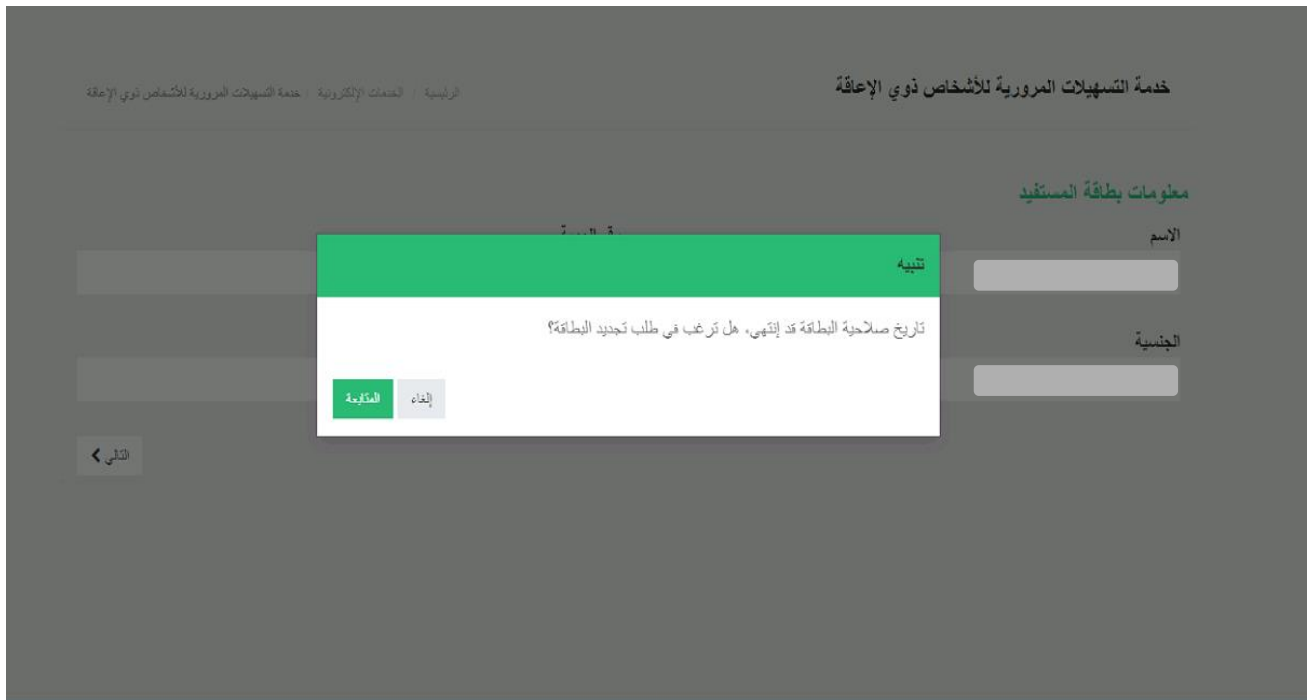 خدمة التسهيلات المرورية للأشخاص ذوي الإعاقة
الرئيسية / الخدمات الإلكترونية / خدمة التسهيلات المرورية للأشخاص ذوي الإعاقة
معلومات بطاقة المستفيد
الاسم
الجنسية
تنبيه
تاريخ صلاحية البطاقة قد إنتهي، هل ترغب في طلب تجديد البطاقة؟
إلغاء المتابعة
التالي